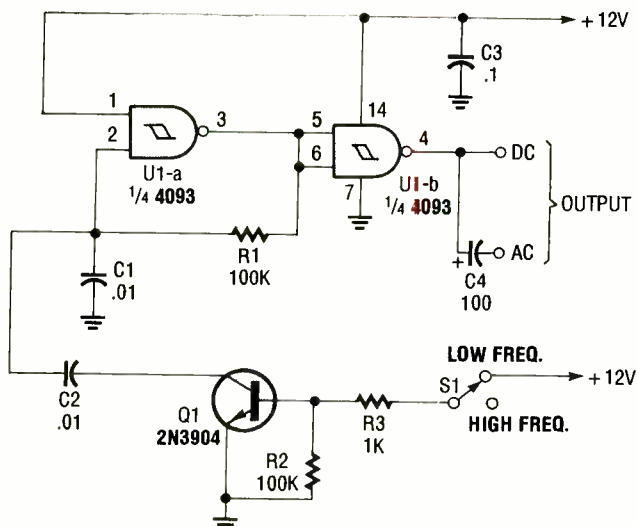 +12V
C3
.1
1
2
3
U1-a
1/4 4093
5
6
14
7
4
U1-b
1/4 4093
DC
OUTPUT
AC
+
C4
100
R1
100K
C1
.01
C2
.01
Q1
2N3904
R2
100K
R3
1K
S1
LOW FREQ.
HIGH FREQ.
+12V